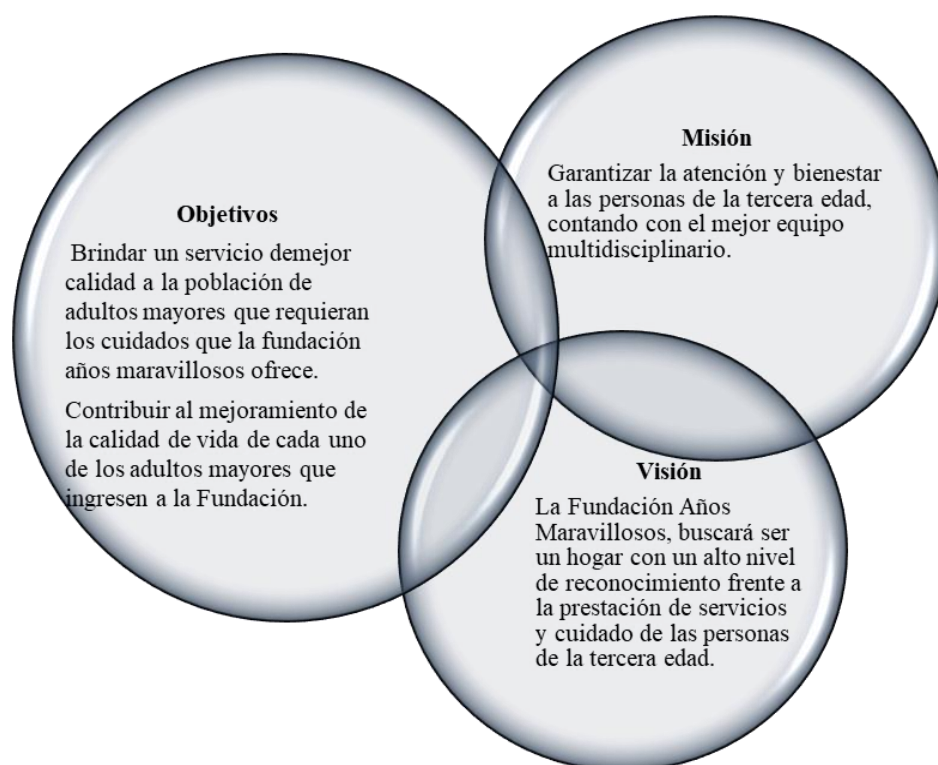 Objetivos
Brindar un servicio demejor
calidad a la población de
adultos mayores que requieran
los cuidados que la fundación
años maravillosos ofrece.
Contribuir al mejoramiento de
la calidad de vida de cada uno
de los adultos mayores que
ingresen a la Fundación.
Misión
Garantizar la atención y bienestar
a las personas de la tercera edad,
contando con el mejor equipo
multidisciplinario.
Visión
La Fundación Años
Maravillosos, buscará ser
un hogar con un alto nivel
de reconocimiento frente a
la prestación de servicios
y cuidado de las personas
de la tercera edad.